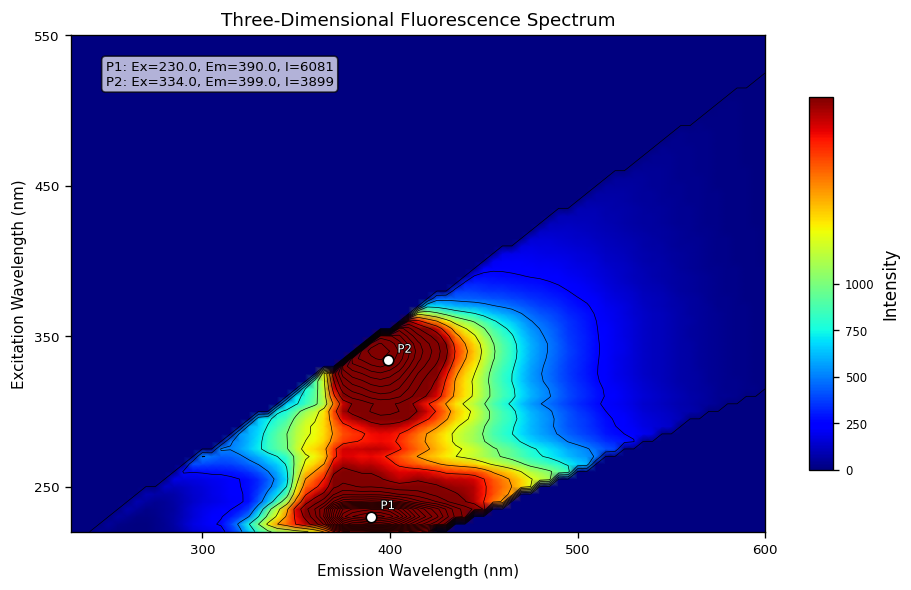 Three-Dimensional Fluorescence Spectrum
P1: Ex=230.0, Em=390.0, I=6081
P2: Ex=334.0, Em=399.0, I=3899
550
450
350
250
Excitation Wavelength (nm)
P2
P1
300
400
500
600
Emission Wavelength (nm)
1000
750
500
250
0
Intensity